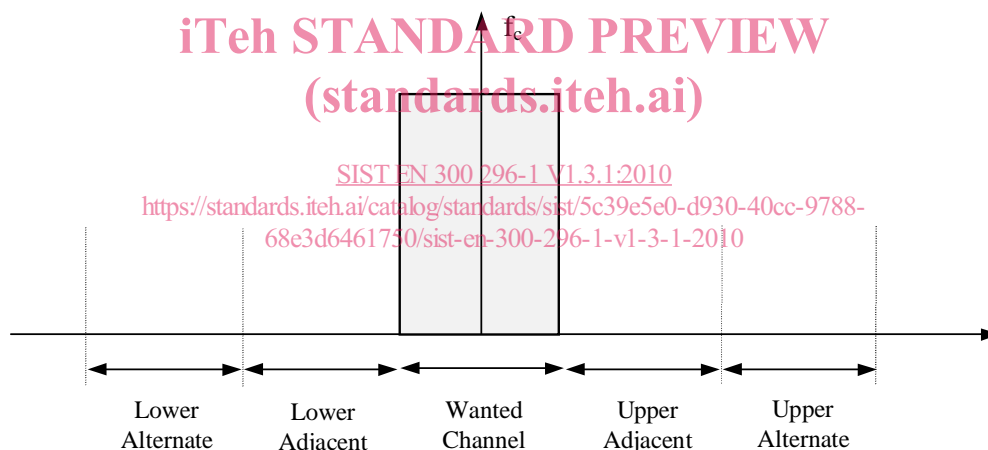 iTeh STANDARD PREVIEW
(standards.iteh.ai)
fc
SIST EN 300 296-1 V1.3.1:2010
https://standards.iteh.ai/catalog/standards/sist/5c39e5e0-d930-40cc-9788-
68e3d6461750/sist-en-300-296-1-v1-3-1-2010
Lower Alternate
Lower Adjacent
Wanted Channel
Upper Adjacent
Upper Alternate